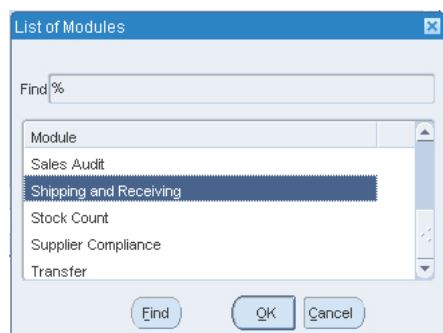 List of Modules
Find %
Module
Sales Audit
Shipping and Receiving
Stock Count
Supplier Compliance
Transfer
Find OK Cancel